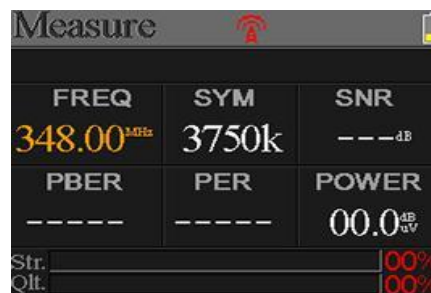 Measure
FREQ SYM SNR
348.00MHz 3750k ---dB
PBER PER POWER
----- ----- 00.0dBuV
Str. 00%
Qlt. 00%